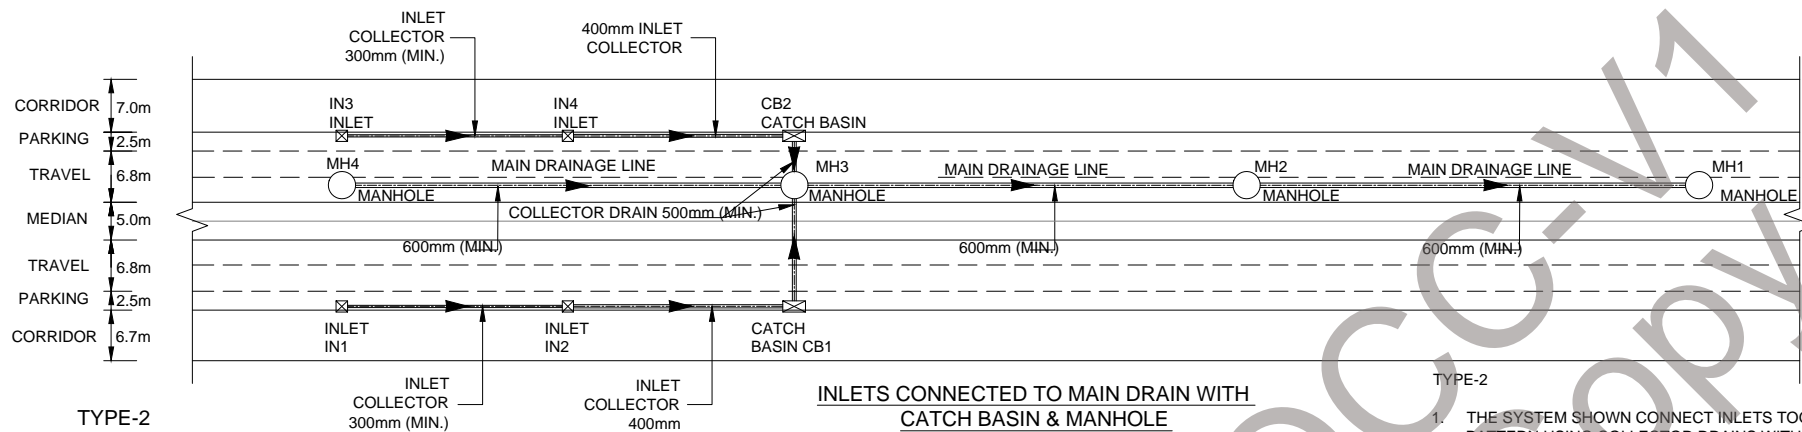 INLET
COLLECTOR
300mm (MIN.)
400mm INLET
COLLECTOR
CORRIDOR 7.0m
PARKING 2.5m
TRAVEL 6.8m
MEDIAN 5.0m
TRAVEL 6.8m
PARKING 2.5m
CORRIDOR 6.7m
IN3
INLET
IN4
INLET
CB2
CATCH BASIN
MH4
MANHOLE
MAIN DRAINAGE LINE
MH3
MANHOLE
MAIN DRAINAGE LINE
MH2
MANHOLE
MAIN DRAINAGE LINE
MH1
MANHOLE
COLLECTOR DRAIN 500mm (MIN.)
600mm (MIN.)
600mm (MIN.)
600mm (MIN.)
INLET
IN1
INLET
IN2
CATCH
BASIN CB1
INLET
COLLECTOR
300mm (MIN.)
INLET
COLLECTOR
400mm
TYPE-2
INLETS CONNECTED TO MAIN DRAIN WITH
CATCH BASIN & MANHOLE
TYPE-2
1. THE SYSTEM SHOWN CONNECT INLETS